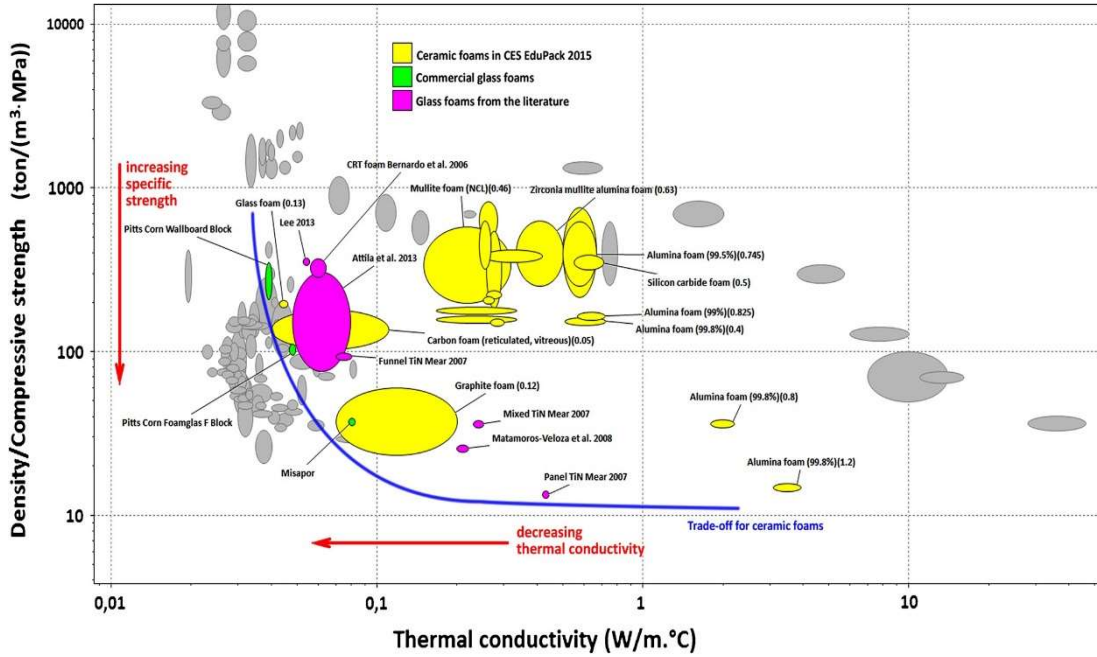 10000
1000
100
10
Density/Compressive strength (ton/(m³·MPa))
Ceramic foams in CES EduPack 2015
Commercial glass foams
Glass foams from the literature
increasing
specific
strength
CRT foam Bernardo et al. 2006
Mullite foam (NCL)(0.46)
Zirconia mullite alumina foam (0.63)
Glass foam (0.13)
Lee 2013
Pitts Corn Wallboard Block
Attila et al. 2013
Alumina foam (99.5%)(0.745)
Silicon carbide foam (0.5)
Alumina foam (99%)(0.825)
Alumina foam (99.8%)(0.4)
Carbon foam (reticulated, vitreous)(0.05)
Funnel TiN Mear 2007
Graphite foam (0.12)
Pitts Corn Foamglas F Block
Mixed TiN Mear 2007
Alumina foam (99.8%)(0.8)
Matamoros-Veloza et al. 2008
Misapor
Panel TiN Mear 2007
Alumina foam (99.8%)(1.2)
Trade-off for ceramic foams
decreasing
thermal conductivity
0,01
0,1
1
10
Thermal conductivity (W/m.°C)